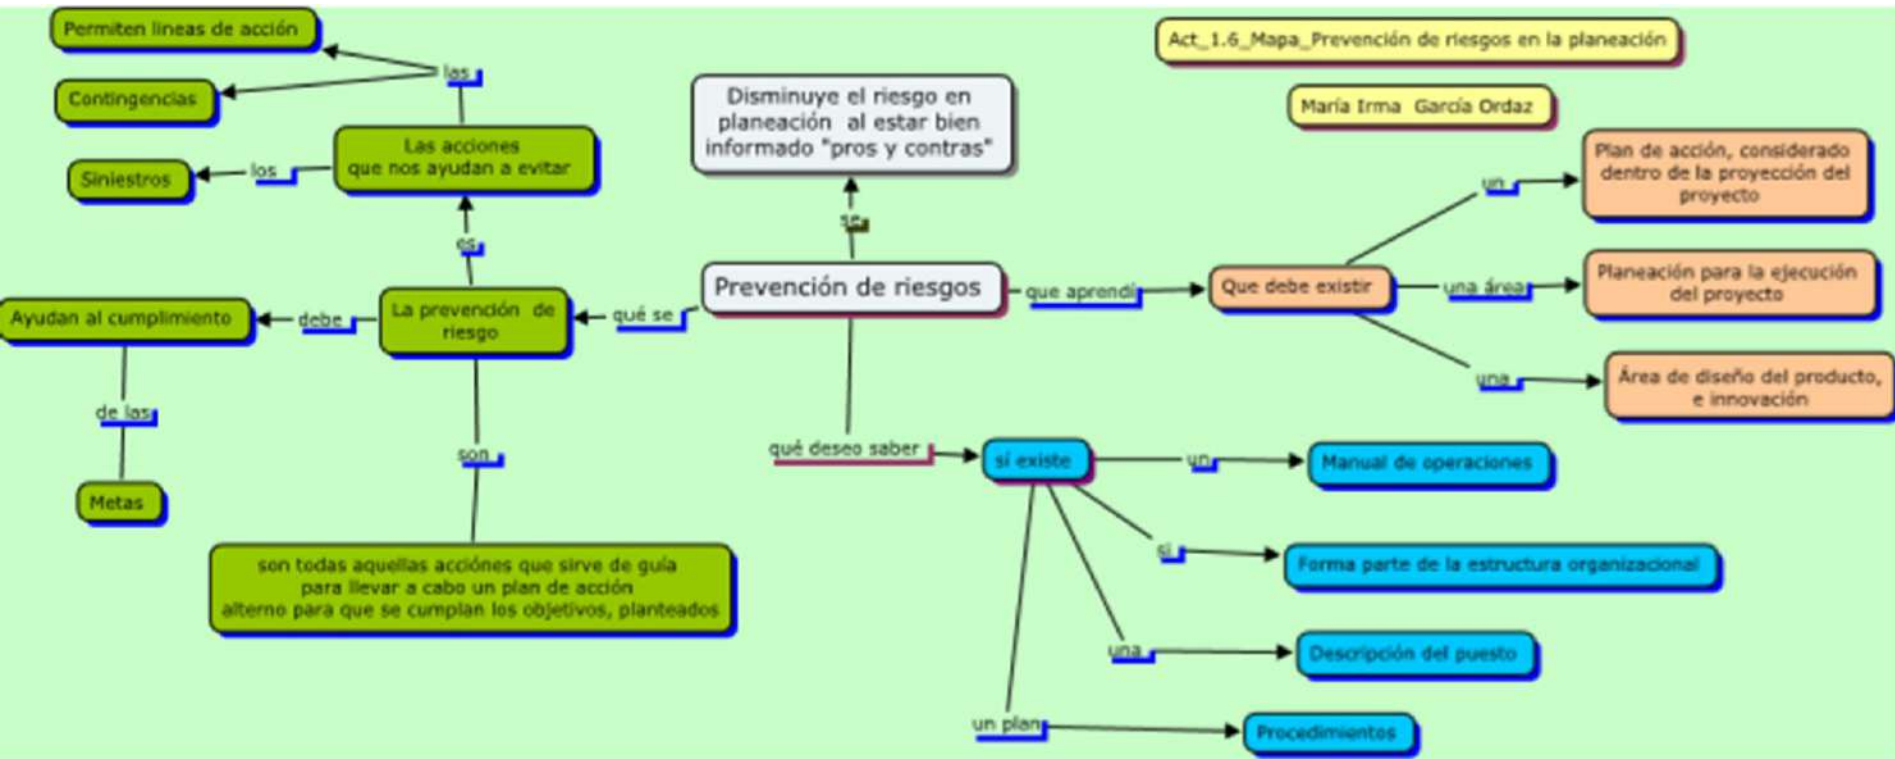 Permiten lineas de acción
Act_1.6_Mapa_Prevención de riesgos en la planeación
las
Contingencias
Disminuye el riesgo en
planeación al estar bien
informado "pros y contras"
María Irma García Ordaz
Las acciones
que nos ayudan a evitar
los
Siniestros
Plan de acción, considerado
dentro de la proyección del
proyecto
un
se
es
Prevención de riesgos
que aprendí
Que debe existir
una área
Planeación para la ejecución
del proyecto
Ayudan al cumplimiento
debe
La prevención de
riesgo
qué se
una
Área de diseño del producto,
e innovación
de las
Metas
son
qué deseo saber
sí existe
un
Manual de operaciones
son todas aquellas acciónes que sirve de guía
para llevar a cabo un plan de acción
alterno para que se cumplan los objetivos, planteados
si
Forma parte de la estructura organizacional
una
Descripción del puesto
un plan
Procedimientos